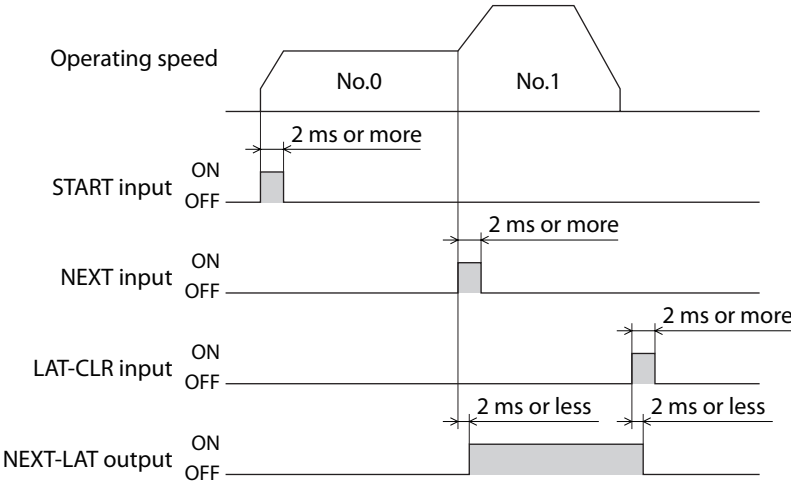 Operating speed
No.0
No.1
2 ms or more
START input
ON
OFF
2 ms or more
NEXT input
ON
OFF
2 ms or more
LAT-CLR input
ON
OFF
2 ms or less
2 ms or less
NEXT-LAT output
ON
OFF